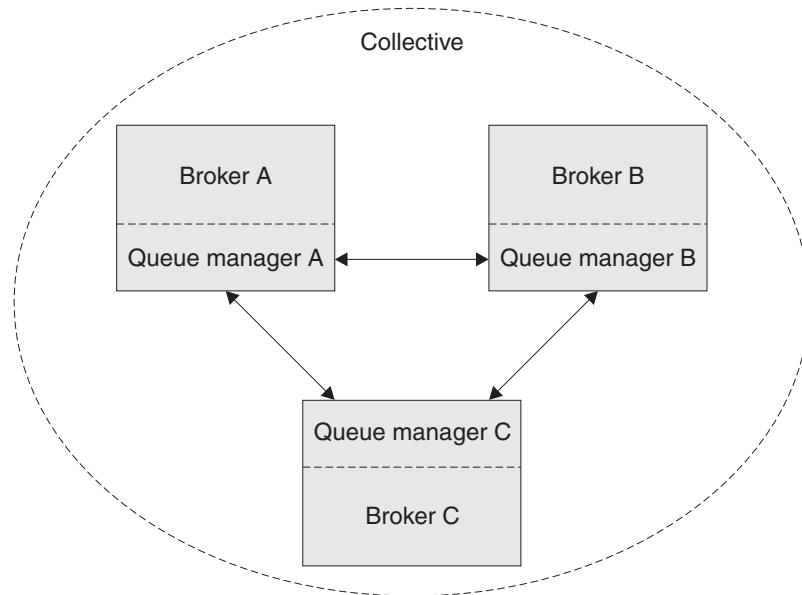 Collective
Broker A
Broker B
Queue manager A
Queue manager B
Queue manager C
Broker C